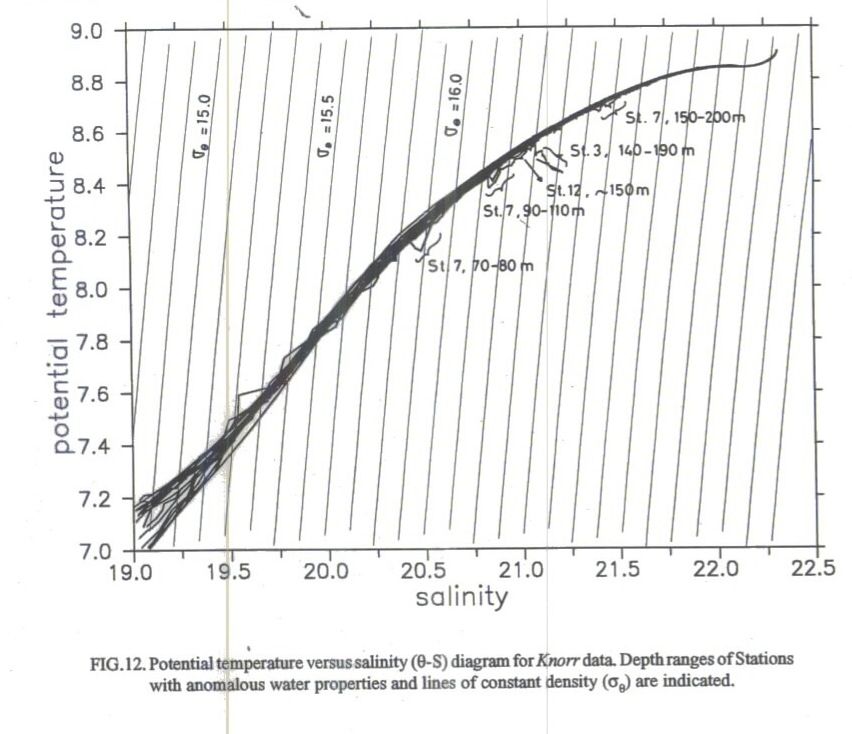 9.0
8.8
8.6
8.4
8.2
8.0
7.8
7.6
7.4
7.2
7.0
potential temperature
σθ = 15.0
σθ = 15.5
σθ = 16.0
St. 7, 150-200m
St. 3, 140-190 m
St. 12, ~150m
St. 7, 90-110m
St. 7, 70-80 m
19.0 19.5 20.0 20.5 21.0 21.5 22.0 22.5
salinity
FIG.12. Potential temperature versus salinity (θ-S) diagram for Knorr data. Depth ranges of Stations
with anomalous water properties and lines of constant density (σθ) are indicated.